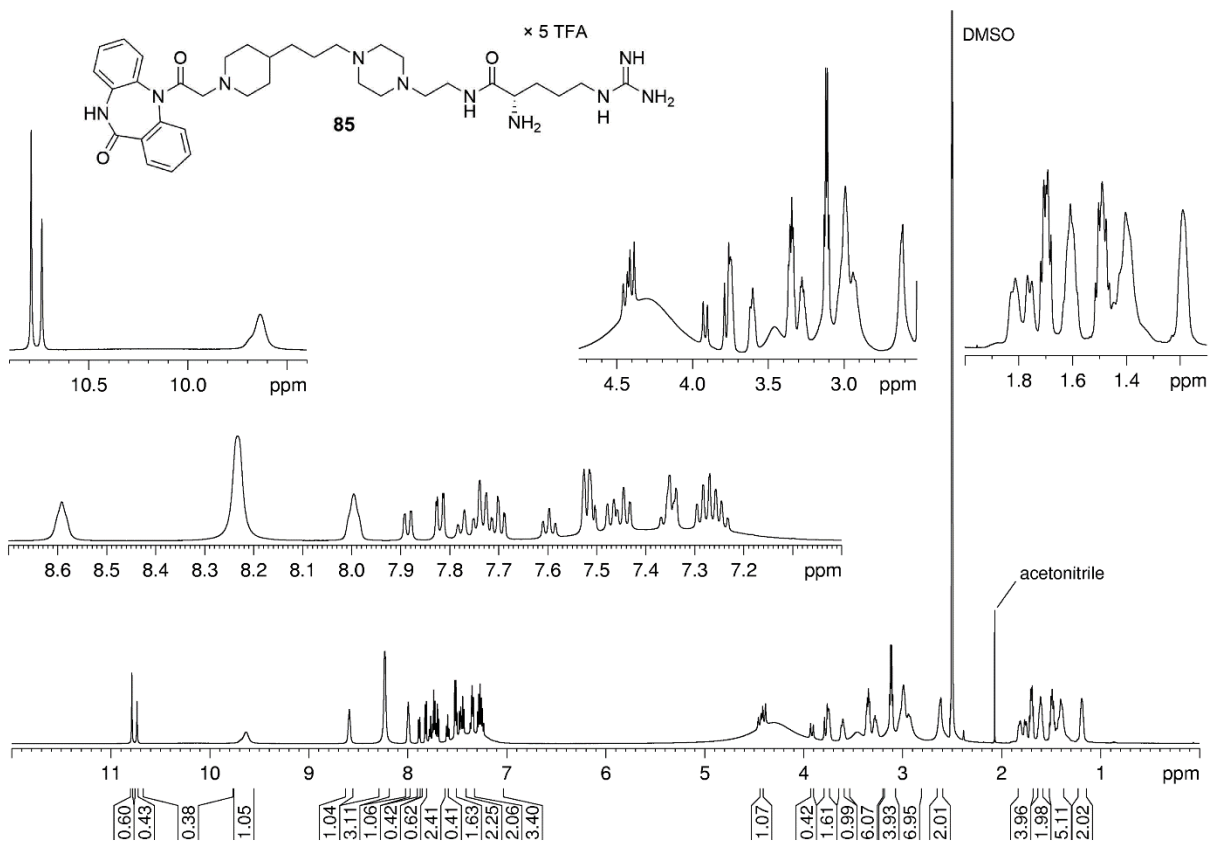 × 5 TFA
DMSO
O
N
N
N
O
NH
N
HN
O
N
H
NH2
N
H
NH2
85
10.5 10.0 ppm
4.5 4.0 3.5 3.0 ppm
1.8 1.6 1.4 ppm
acetonitrile
8.6 8.5 8.4 8.3 8.2 8.1 8.0 7.9 7.8 7.7 7.6 7.5 7.4 7.3 7.2 ppm
11 10 9 8 7 6 5 4 3 2 1 ppm
0.60 0.43 0.38 1.05 1.04 3.11 1.06 0.42 0.62 2.41 0.41 1.63 2.25 2.06 3.40 1.07 0.42 1.61 0.99 6.07 3.93 6.95 2.01 3.96 1.98 5.11 2.02